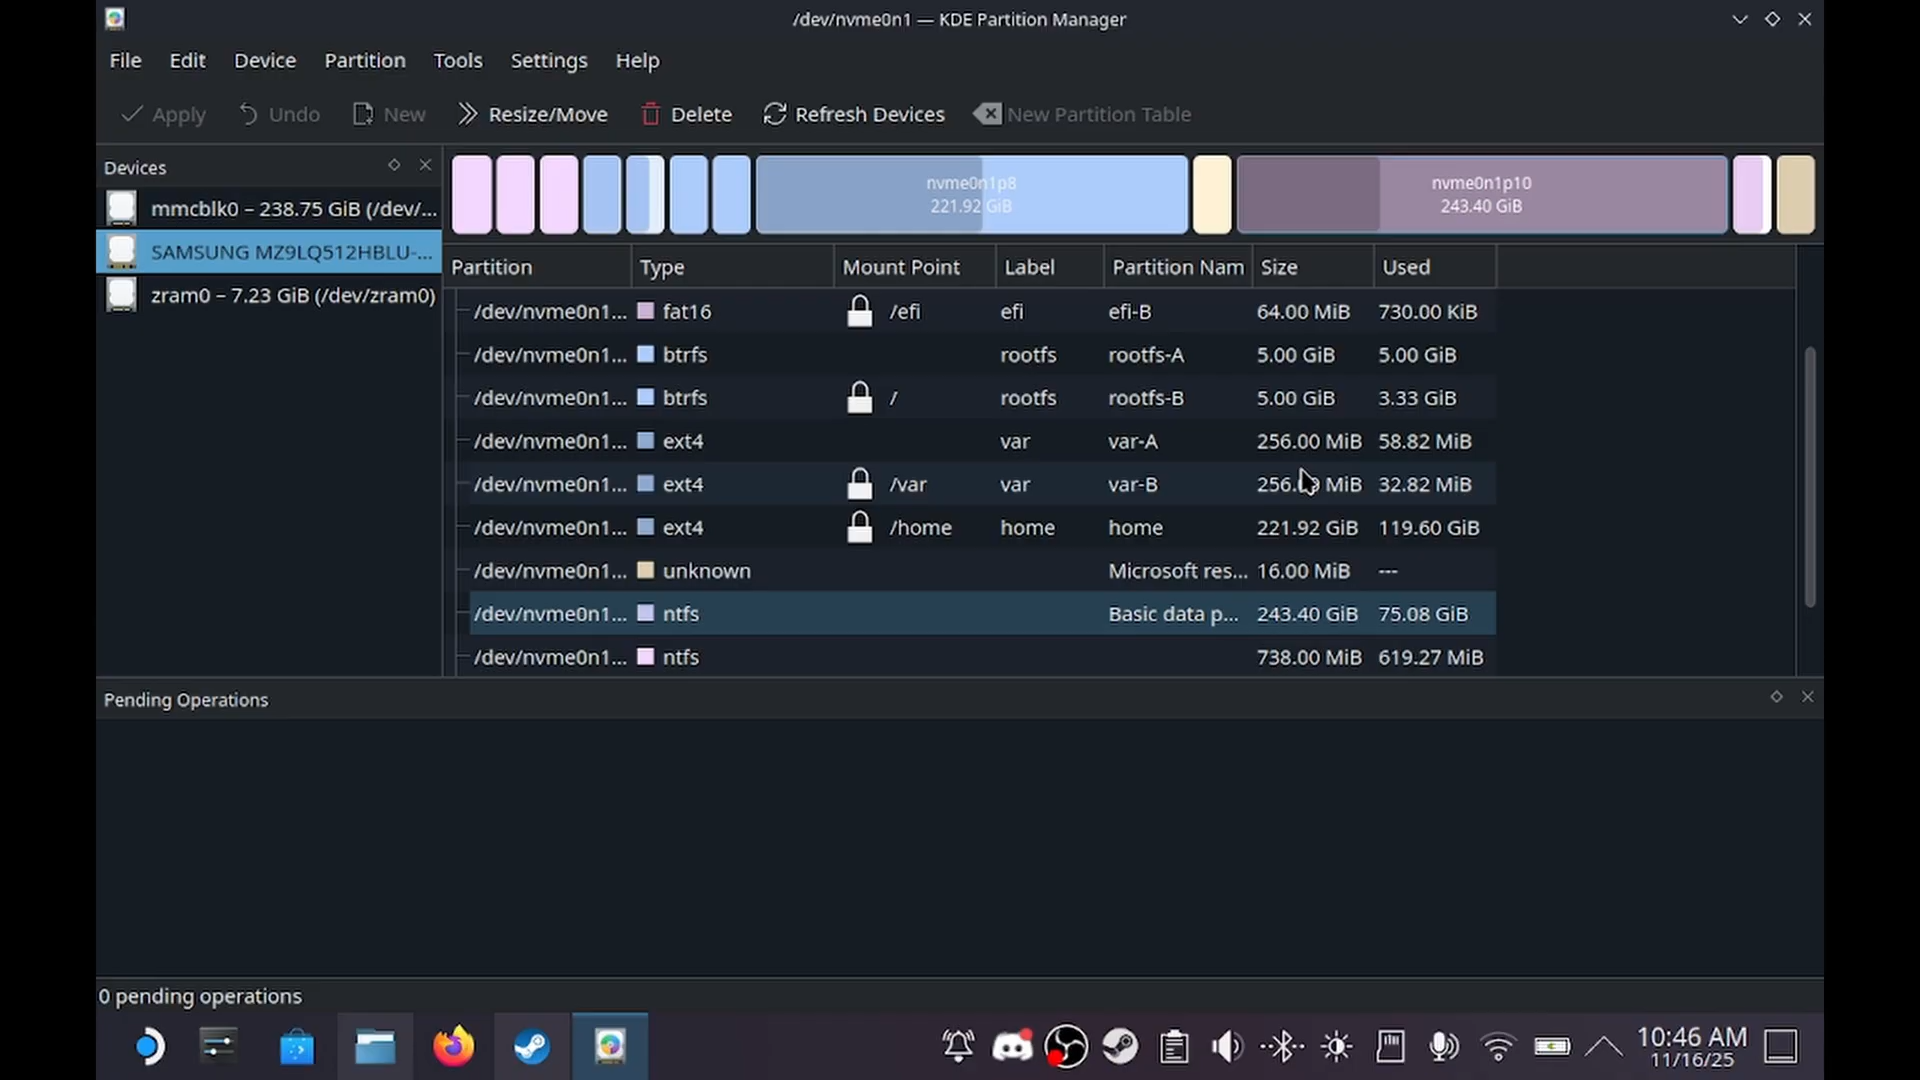 /dev/nvme0n1 — KDE Partition Manager
File Edit Device Partition Tools Settings Help
Apply Undo New Resize/Move Delete Refresh Devices New Partition Table
Devices
mmcblk0 – 238.75 GiB (/dev/...
SAMSUNG MZ9LQ512HBLU-...
zram0 – 7.23 GiB (/dev/zram0)
nvme0n1p8
221.92 GiB
nvme0n1p10
243.40 GiB
Partition Type Mount Point Label Partition Nam Size Used
/dev/nvme0n1... fat16 /efi efi efi-B 64.00 MiB 730.00 KiB
/dev/nvme0n1... btrfs rootfs rootfs-A 5.00 GiB 5.00 GiB
/dev/nvme0n1... btrfs / rootfs rootfs-B 5.00 GiB 3.33 GiB
/dev/nvme0n1... ext4 var var-A 256.00 MiB 58.82 MiB
/dev/nvme0n1... ext4 /var var var-B MiB 32.82 MiB
/dev/nvme0n1... ext4 /home home home 221.92 GiB 119.60 GiB
/dev/nvme0n1... unknown Microsoft res... 16.00 MiB ---
/dev/nvme0n1... ntfs Basic data p... 243.40 GiB 75.08 GiB
/dev/nvme0n1... ntfs 738.00 MiB 619.27 MiB
Pending Operations
0 pending operations
10:46 AM
11/16/25